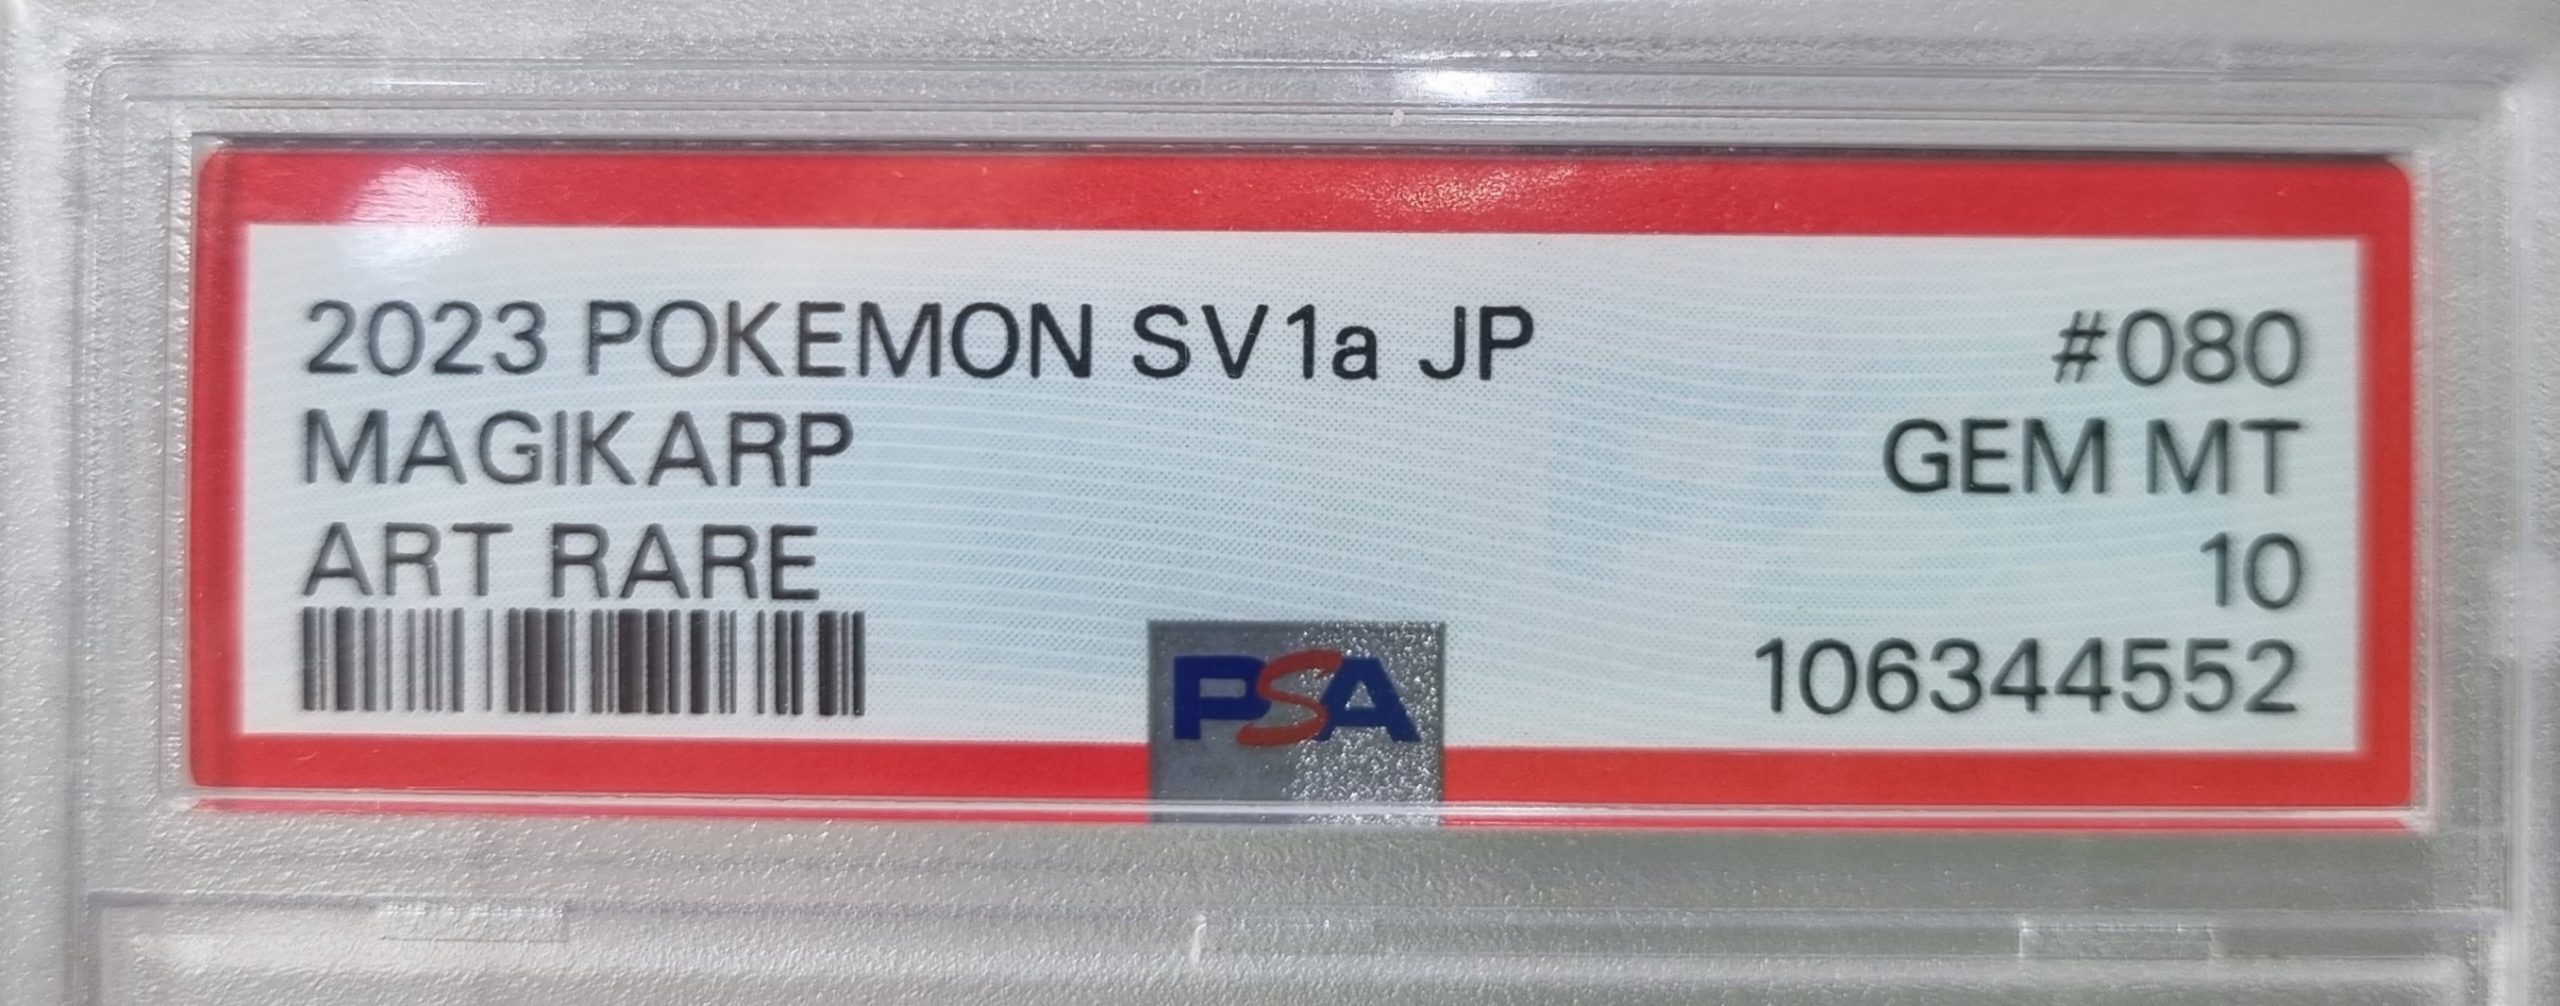 2023 POKEMON SV1a JP #080
MAGIKARP GEM MT
ART RARE 10
106344552
PSA